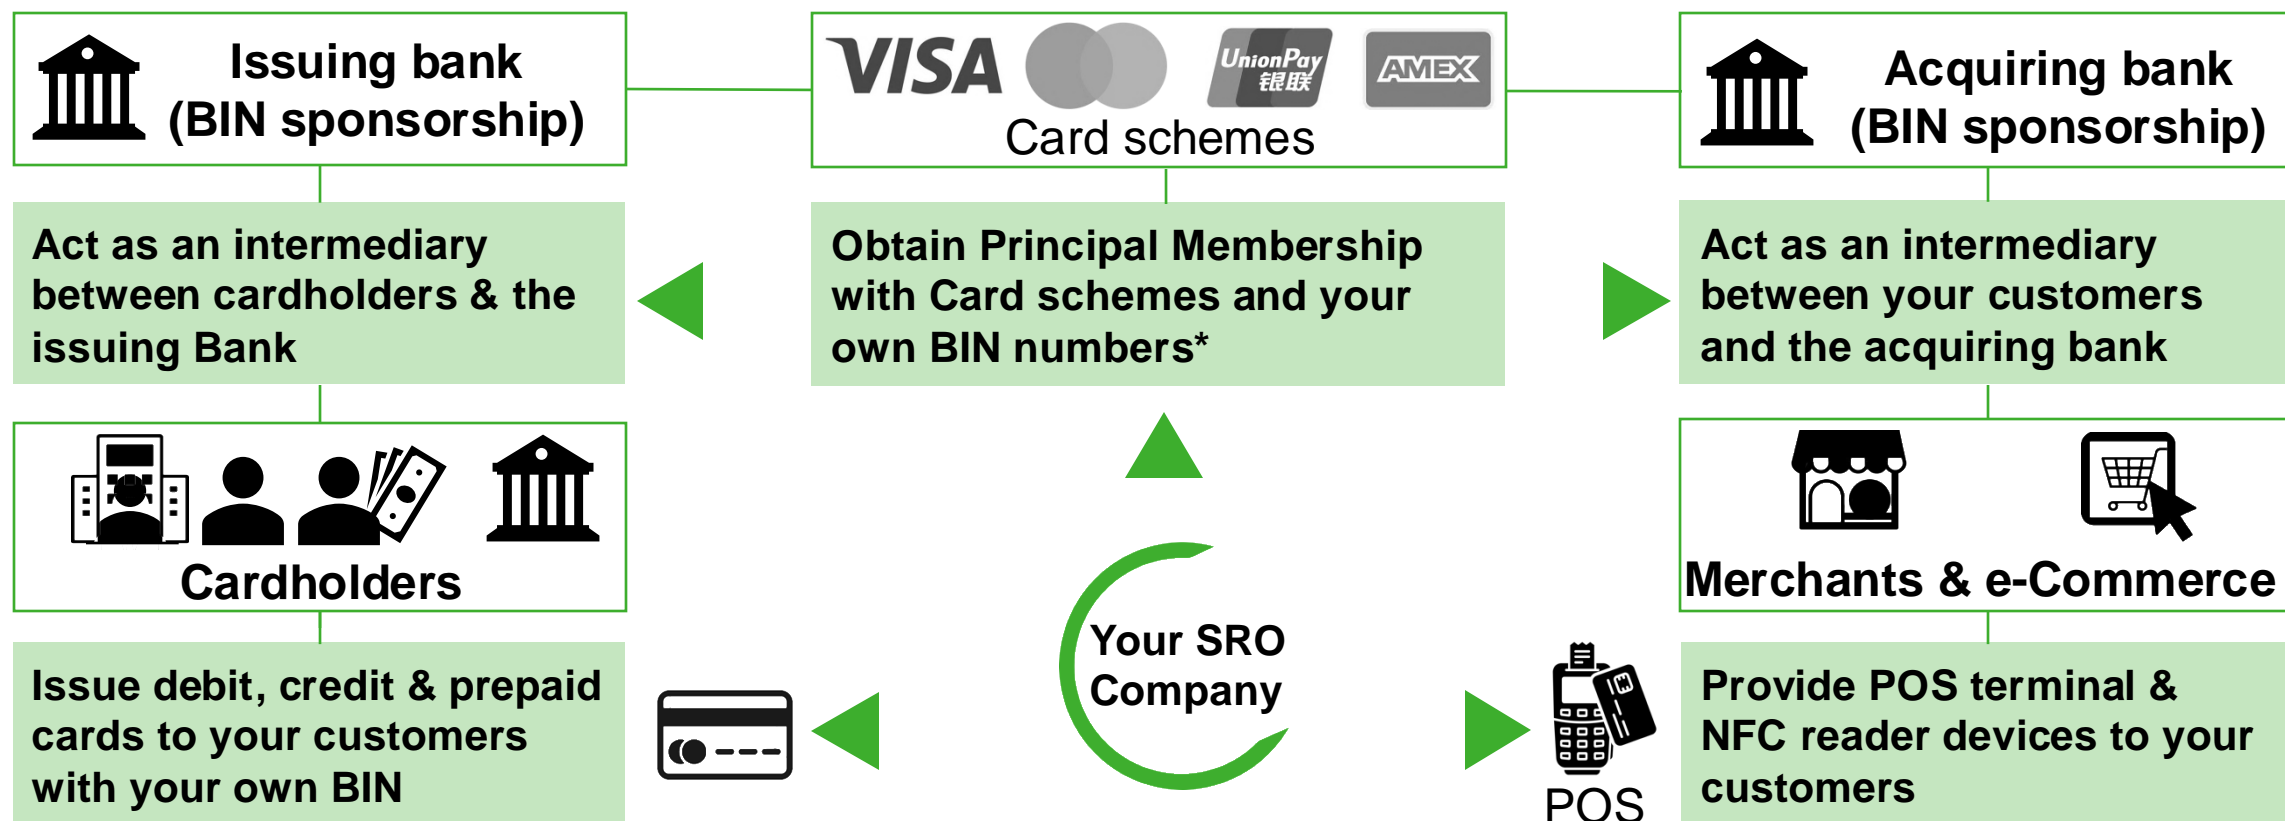 Issuing bank
(BIN sponsorship)
VISA
UnionPay
银联
AMEX
Card schemes
Acquiring bank
(BIN sponsorship)
Act as an intermediary
between cardholders & the
issuing Bank
Obtain Principal Membership
with Card schemes and your
own BIN numbers*
Act as an intermediary
between your customers
and the acquiring bank
Cardholders
Merchants & e-Commerce
Your SRO
Company
Issue debit, credit & prepaid
cards to your customers
with your own BIN
POS
Provide POS terminal &
NFC reader devices to your
customers